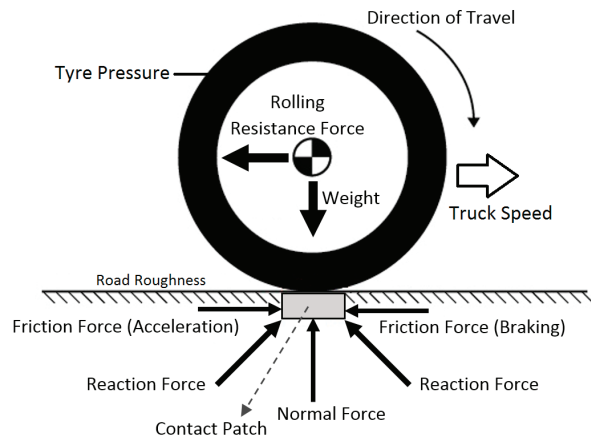 Direction of Travel
Tyre Pressure
Rolling
Resistance Force
Weight
Truck Speed
Road Roughness
Friction Force (Acceleration)
Friction Force (Braking)
Reaction Force
Reaction Force
Normal Force
Contact Patch